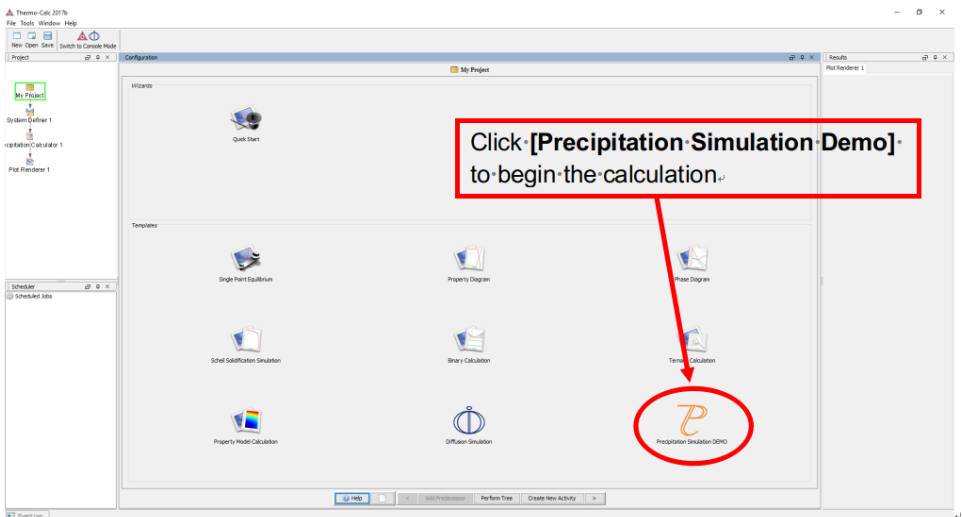 Thermo-Calc 2017b
File Tools Window Help
New Open Save Switch to Console Mode
Project
Configuration
Results
My Project
Plot Renderer 1
Wizards
My Project
System Definer 1
Quick Start
Click [Precipitation Simulation Demo]
to begin the calculation
cipitation Calculator 1
Plot Renderer 1
Templates
Single Point Equilibrium
Property Diagram
Phase Diagram
Scheduler
Scheduled Jobs
Scheil Solidification Simulation
Binary Calculation
Calculation
Property Model Calculation
Diffusion Simulation
Precipitation Simulation DEMO
Help
Add Predecessor
Perform Tree
Create New Activity
Event Log